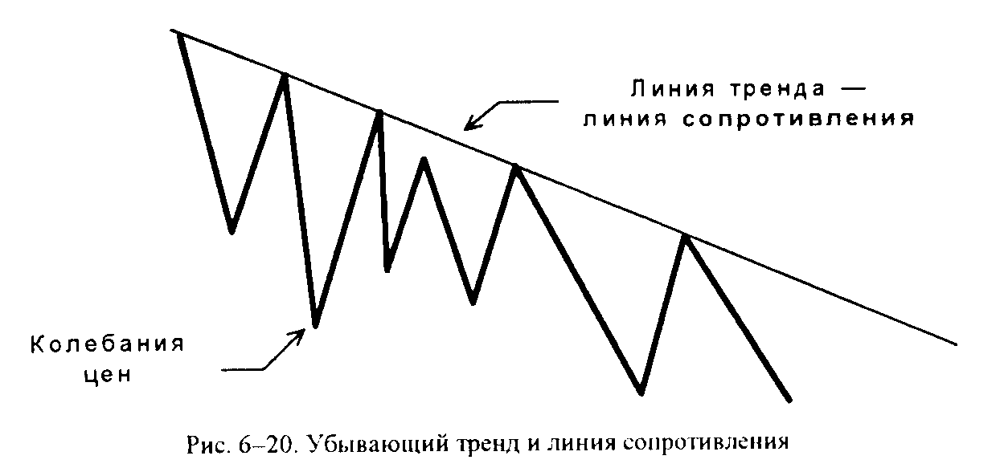 Линия тренда —
линия сопротивления
Колебания
цен
Рис. 6–20. Убывающий тренд и линия сопротивления